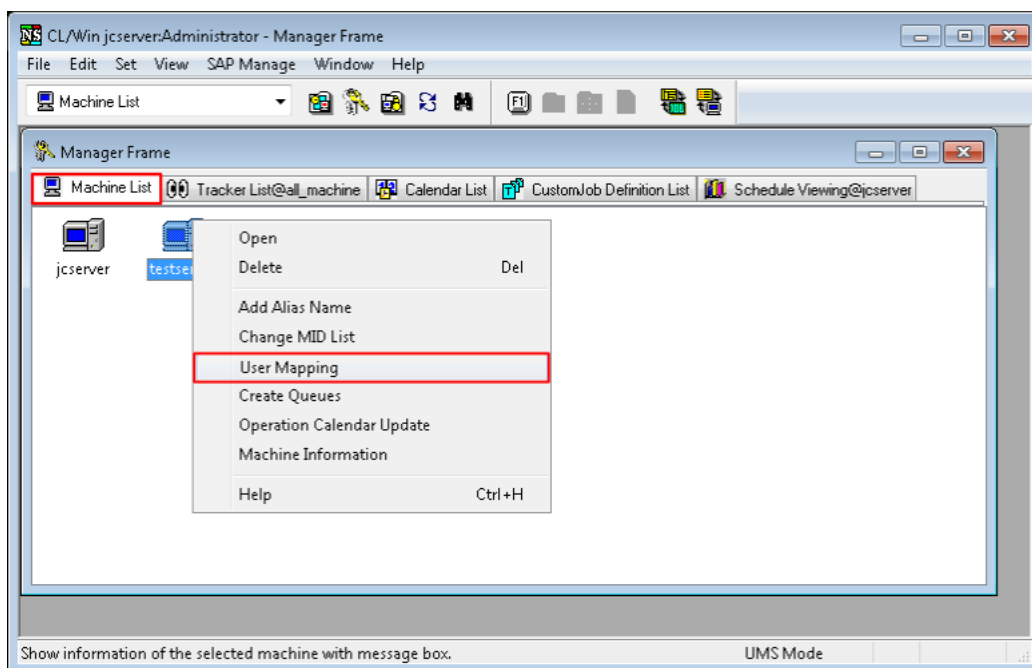 CL/Win jcserver:Administrator - Manager Frame
File Edit Set View SAP Manage Window Help
Machine List
F1
Manager Frame
Machine List Tracker List@all_machine Calendar List CustomJob Definition List Schedule Viewing@jcserver
jcserver
Open
Delete Del
Add Alias Name
Change MID List
User Mapping
Create Queues
Operation Calendar Update
Machine Information
Help Ctrl+H
Show information of the selected machine with message box. UMS Mode